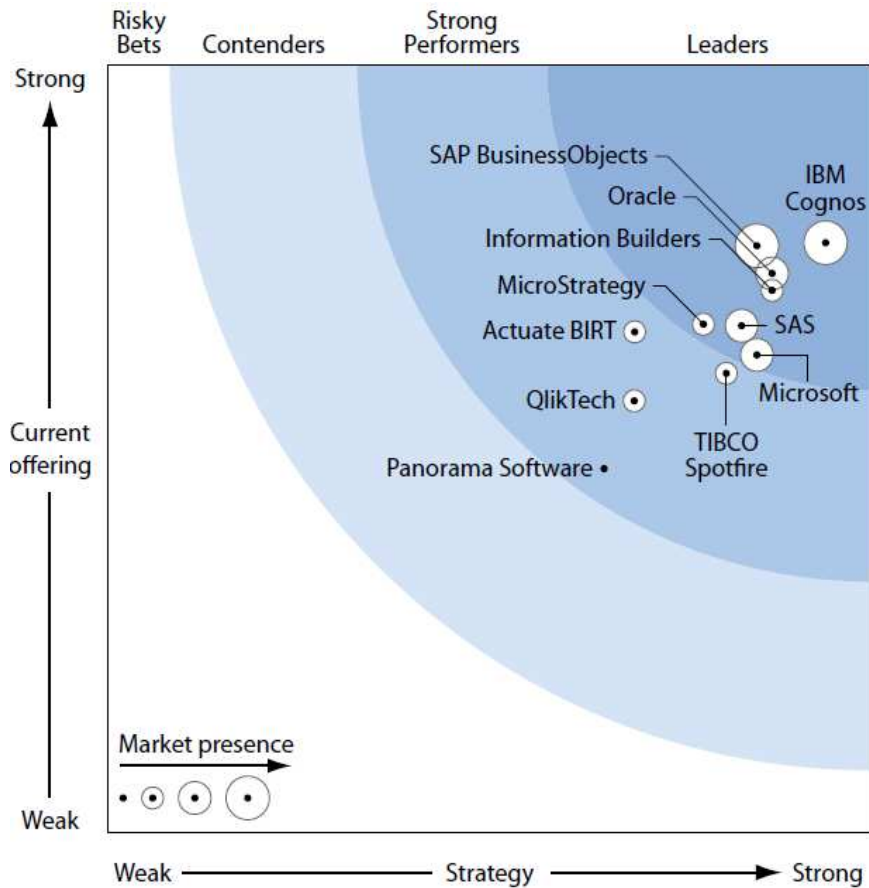 Risky
Bets
Contenders
Strong
Performers
Leaders
Strong
SAP BusinessObjects
IBM
Cognos
Oracle
Information Builders
MicroStrategy
Actuate BIRT
SAS
Microsoft
QlikTech
TIBCO
Spotfire
Current
offering
Panorama Software
Market presence
Weak
Weak
Strategy
Strong